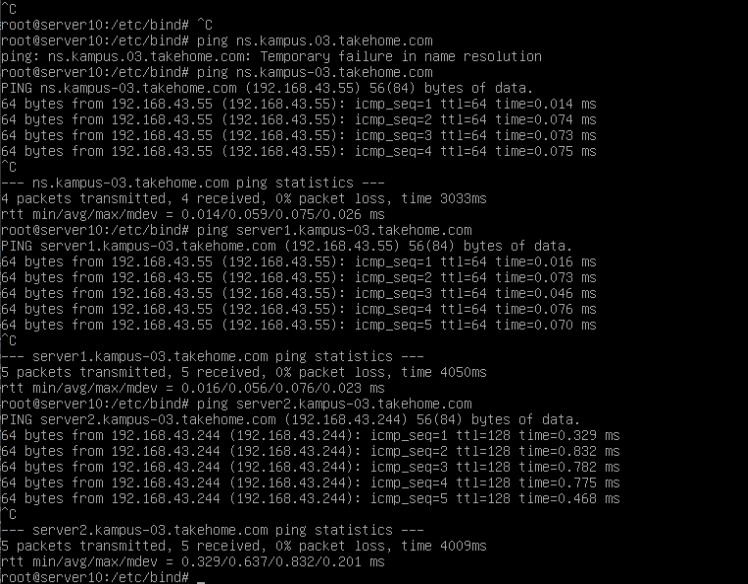 ^C
root@server10:/etc/bind# ^C
root@server10:/etc/bind# ping ns.kampus.03.takehome.com
ping: ns.kampus.03.takehome.com: Temporary failure in name resolution
root@server10:/etc/bind# ping ns.kampus-03.takehome.com
PING ns.kampus-03.takehome.com (192.168.43.55) 56(84) bytes of data.
64 bytes from 192.168.43.55 (192.168.43.55): icmp_seq=1 ttl=64 time=0.014 ms
64 bytes from 192.168.43.55 (192.168.43.55): icmp_seq=2 ttl=64 time=0.074 ms
64 bytes from 192.168.43.55 (192.168.43.55): icmp_seq=3 ttl=64 time=0.073 ms
64 bytes from 192.168.43.55 (192.168.43.55): icmp_seq=4 ttl=64 time=0.075 ms
^C
--- ns.kampus-03.takehome.com ping statistics ---
4 packets transmitted, 4 received, 0% packet loss, time 3033ms
rtt min/avg/max/mdev = 0.014/0.059/0.075/0.026 ms
root@server10:/etc/bind# ping server1.kampus-03.takehome.com
PING server1.kampus-03.takehome.com (192.168.43.55) 56(84) bytes of data.
64 bytes from 192.168.43.55 (192.168.43.55): icmp_seq=1 ttl=64 time=0.016 ms
64 bytes from 192.168.43.55 (192.168.43.55): icmp_seq=2 ttl=64 time=0.073 ms
64 bytes from 192.168.43.55 (192.168.43.55): icmp_seq=3 ttl=64 time=0.046 ms
64 bytes from 192.168.43.55 (192.168.43.55): icmp_seq=4 ttl=64 time=0.076 ms
64 bytes from 192.168.43.55 (192.168.43.55): icmp_seq=5 ttl=64 time=0.070 ms
^C
--- server1.kampus-03.takehome.com ping statistics ---
5 packets transmitted, 5 received, 0% packet loss, time 4050ms
rtt min/avg/max/mdev = 0.016/0.056/0.076/0.023 ms
root@server10:/etc/bind# ping server2.kampus-03.takehome.com
PING server2.kampus-03.takehome.com (192.168.43.244) 56(84) bytes of data.
64 bytes from 192.168.43.244 (192.168.43.244): icmp_seq=1 ttl=128 time=0.329 ms
64 bytes from 192.168.43.244 (192.168.43.244): icmp_seq=2 ttl=128 time=0.832 ms
64 bytes from 192.168.43.244 (192.168.43.244): icmp_seq=3 ttl=128 time=0.782 ms
64 bytes from 192.168.43.244 (192.168.43.244): icmp_seq=4 ttl=128 time=0.775 ms
64 bytes from 192.168.43.244 (192.168.43.244): icmp_seq=5 ttl=128 time=0.468 ms
^C
--- server2.kampus-03.takehome.com ping statistics ---
5 packets transmitted, 5 received, 0% packet loss, time 4009ms
rtt min/avg/max/mdev = 0.329/0.637/0.832/0.201 ms
root@server10:/etc/bind# _